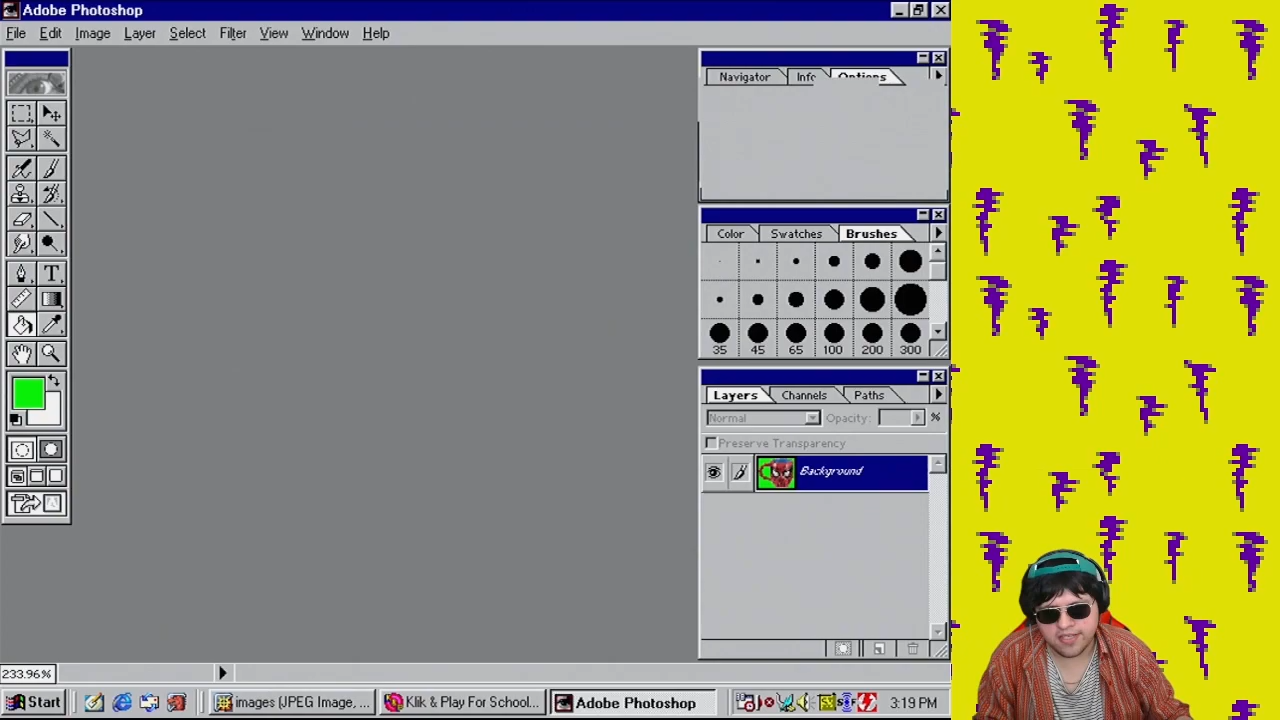 Adobe Photoshop
File Edit Image Layer Select Filter View Window Help
Navigator Info Options
Color Swatches Brushes
35 45 65 100 200 300
Layers Channels Paths
Normal Opacity: %
Preserve Transparency
Background
233.96%
Start images (JPEG Image, ... Klik & Play For School... Adobe Photoshop 3:19 PM